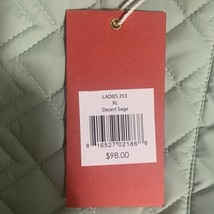 LADIES 253
XL
Desert Sage
8 16527 02186 8
$98.00